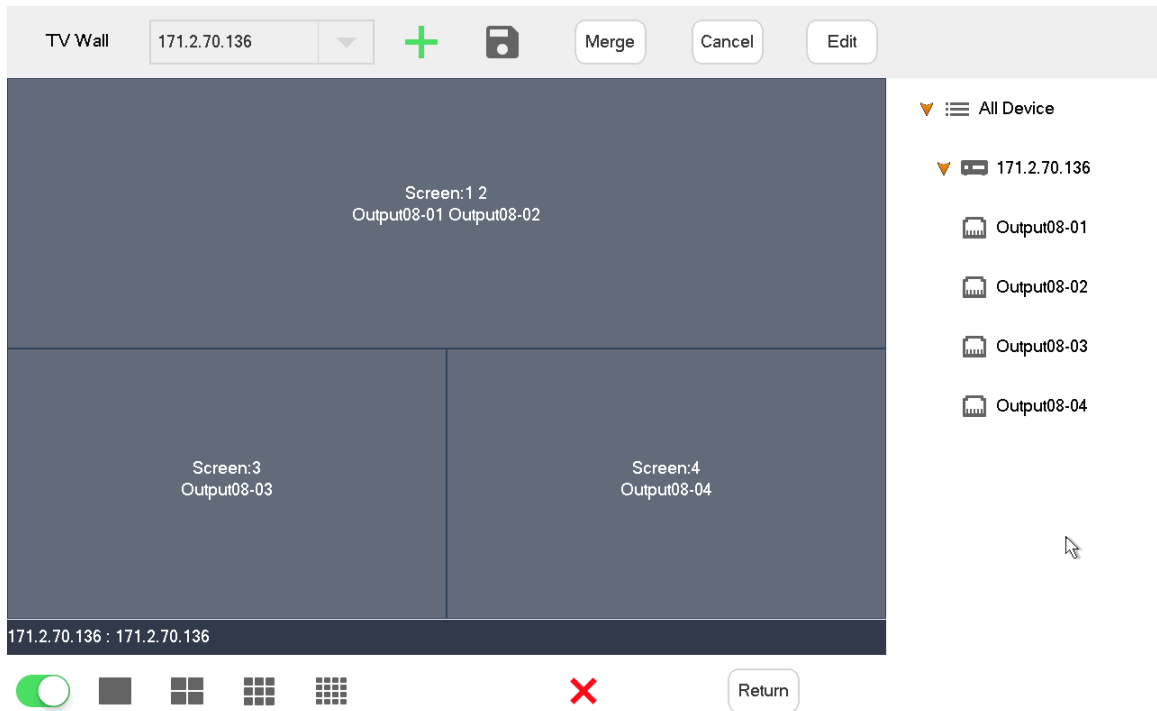 TV Wall
171.2.70.136
Merge
Cancel
Edit
All Device
171.2.70.136
Output08-01
Output08-02
Output08-03
Output08-04
Screen:1 2
Output08-01 Output08-02
Screen:3
Output08-03
Screen:4
Output08-04
171.2.70.136 : 171.2.70.136
Return